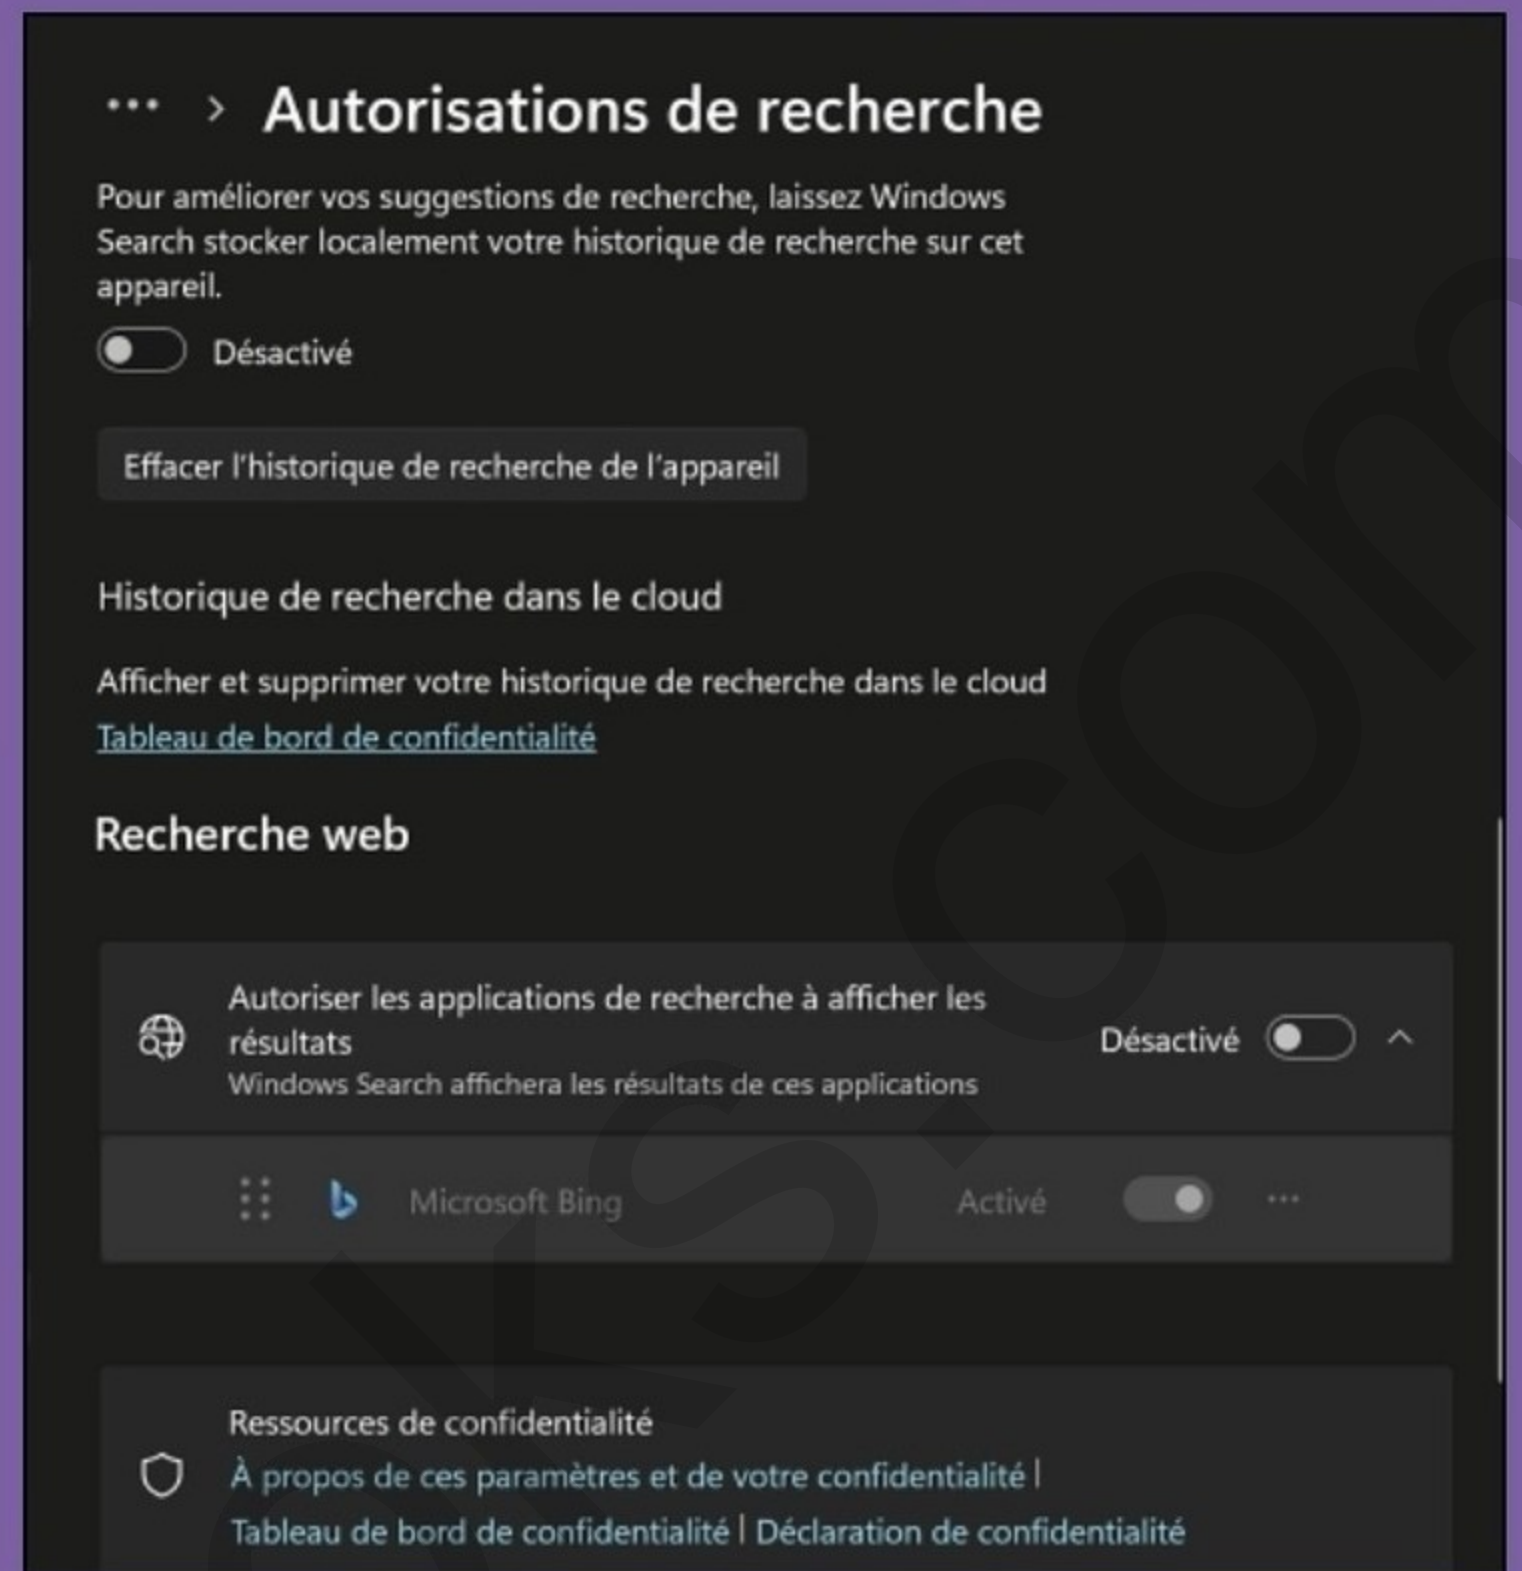 Autorisations de recherche
Pour améliorer vos suggestions de recherche, laissez Windows
Search stocker localement votre historique de recherche sur cet
appareil.
Désactivé
Effacer l'historique de recherche de l'appareil
Historique de recherche dans le cloud
Afficher et supprimer votre historique de recherche dans le cloud
Tableau de bord de confidentialité
Recherche web
Autoriser les applications de recherche à afficher les
résultats
Désactivé
Windows Search affichera les résultats de ces applications
Microsoft Bing Activé
Ressources de confidentialité
À propos de ces paramètres et de votre confidentialité |
Tableau de bord de confidentialité | Déclaration de confidentialité